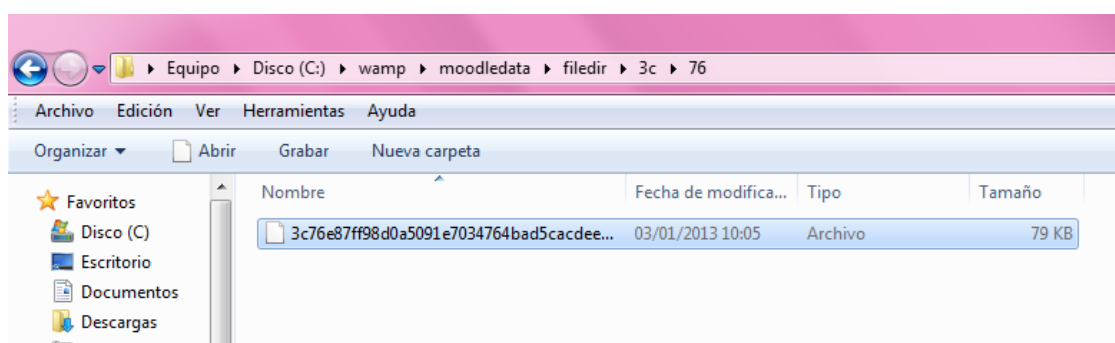 Equipo Disco (C:) wamp moodledata filedir 3c 76
Archivo Edición Ver Herramientas Ayuda
Organizar Abrir Grabar Nueva carpeta
Nombre Fecha de modifica... Tipo Tamaño
Favoritos
3c76e87ff98d0a5091e7034764bad5cacdee... 03/01/2013 10:05 Archivo 79 KB
Disco (C)
Escritorio
Documentos
Descargas